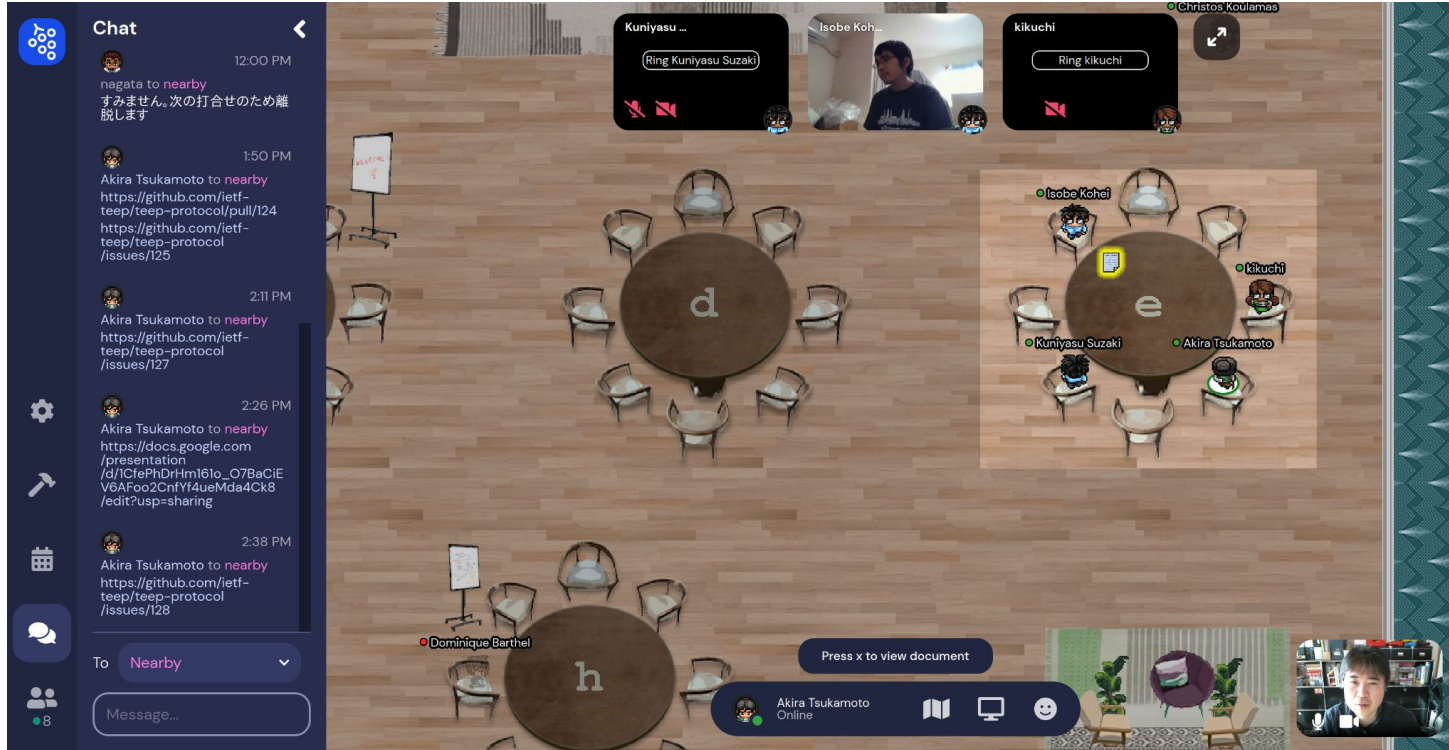 Chat
12:00 PM
nagata to nearby
すみません。次の打合せのため離
脱します
1:50 PM
Akira Tsukamoto to nearby
https://github.com/ietf-
teep/teep-protocol/pull/124
https://github.com/ietf-
teep/teep-protocol
/issues/125
2:11 PM
Akira Tsukamoto to nearby
https://github.com/ietf-
teep/teep-protocol
/issues/127
2:26 PM
Akira Tsukamoto to nearby
https://docs.google.com
/presentation
/d/1CfePhDrHm161o_O7BaCiE
V6AFoo2CnfYf4ueMda4Ck8
/edit?usp=sharing
2:38 PM
Akira Tsukamoto to nearby
https://github.com/ietf-
teep/teep-protocol
/issues/128
To Nearby
Message...
8
Kuniyasu ...
Ring Kuniyasu Suzaki
Isobe Koh...
kikuchi
Ring kikuchi
Christos Koulamas
Isobe Kohei
kikuchi
d
e
Kuniyasu Suzaki
Akira Tsukamoto
Dominique Barthel
h
Press x to view document
Akira Tsukamoto
Online